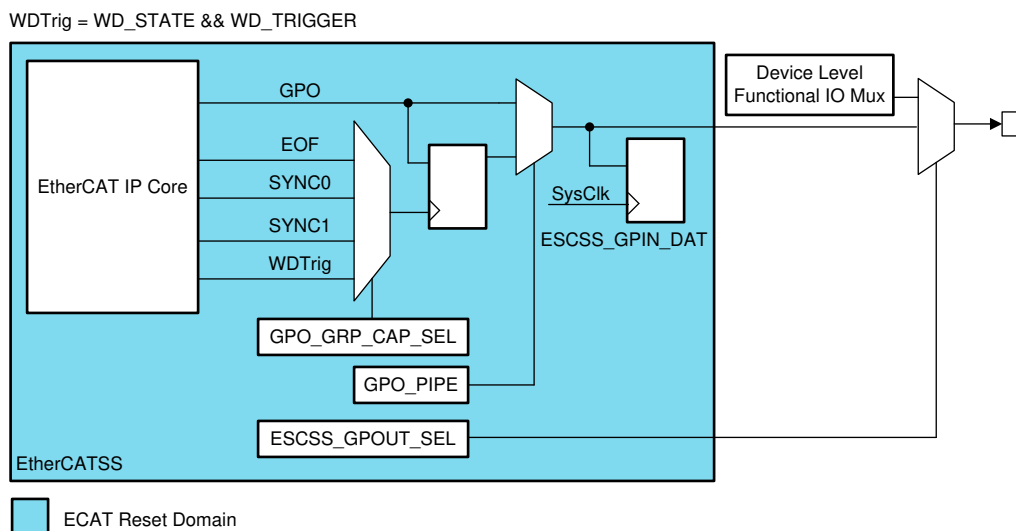 WDTrig = WD_STATE && WD_TRIGGER
Device Level
Functional IO Mux
GPO
EOF
EtherCAT IP Core
SYNC0
SysClk
SYNC1
ESCSS_GPIN_DAT
WDTrig
GPO_GRP_CAP_SEL
GPO_PIPE
ESCSS_GPOUT_SEL
EtherCATSS
ECAT Reset Domain